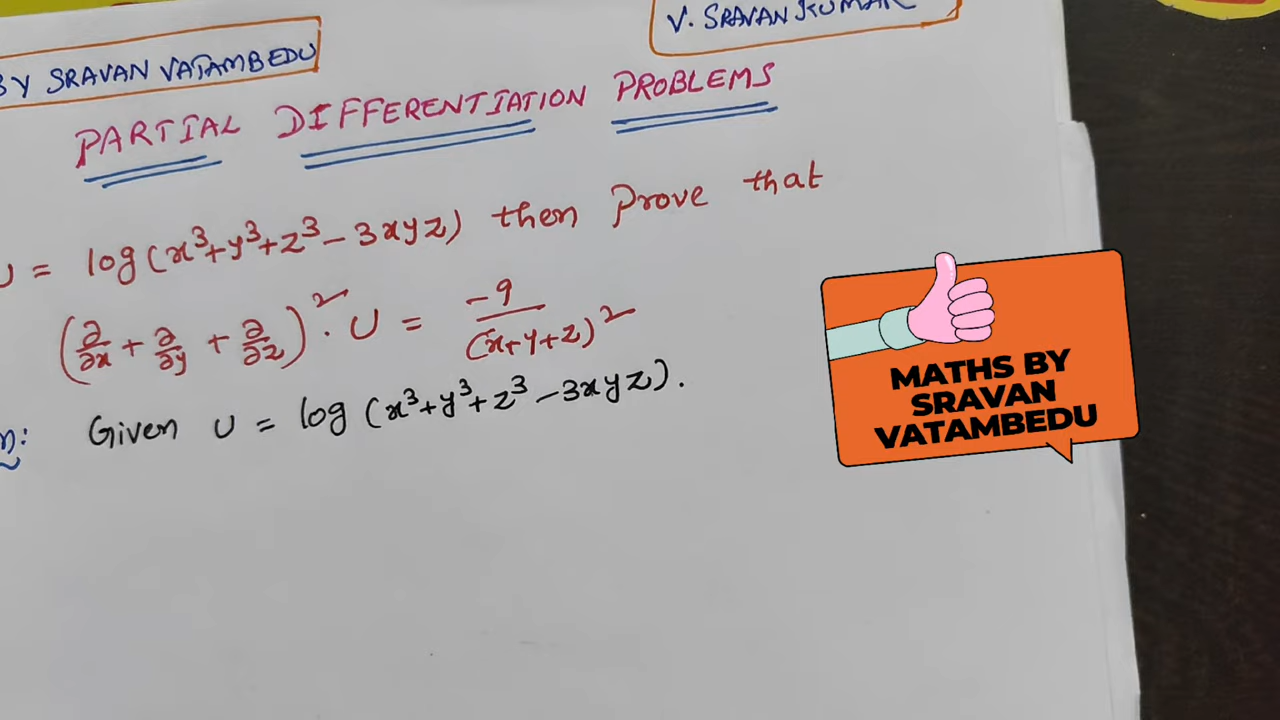 BY SRAVAN VATAMBEDU
V. SRAVAN KUMAR
PARTIAL DIFFERENTIATION PROBLEMS
U = log(x³+y³+z³-3xyz) then Prove that
(∂/∂x + ∂/∂y + ∂/∂z)² . U = -9/(x+y+z)²
Given U = log (x³+y³+z³-3xyz).
MATHS BY
SRAVAN
VATAMBEDU